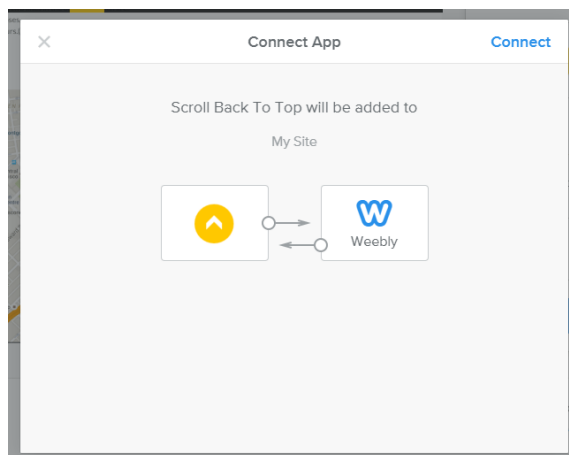 Connect App
Connect
Scroll Back To Top will be added to
My Site
Weebly